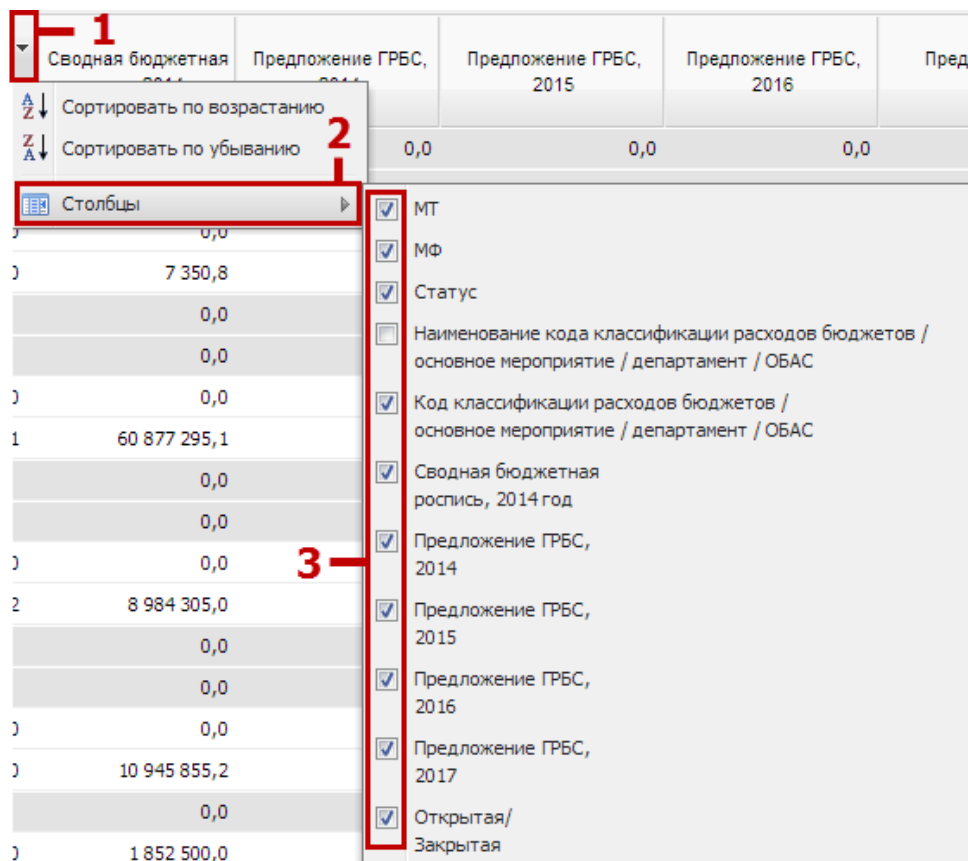 1
Сводная бюджетная
Предложение ГРБС,
Предложение ГРБС,
2015
Предложение ГРБС,
2016
Пред
Сортировать по возрастанию
Сортировать по убыванию
2
0,0
0,0
0,0
Столбцы
0,0
7 350,8
0,0
0,0
0,0
1
60 877 295,1
0,0
0,0
0,0
2
8 984 305,0
0,0
0,0
0,0
10 945 855,2
0,0
1 852 500,0
3
МТ
МФ
Статус
Наименование кода классификации расходов бюджетов /
основное мероприятие / департамент / ОБАС
Код классификации расходов бюджетов /
основное мероприятие / департамент / ОБАС
Сводная бюджетная
роспись, 2014 год
Предложение ГРБС,
2014
Предложение ГРБС,
2015
Предложение ГРБС,
2016
Предложение ГРБС,
2017
Открытая/
Закрытая